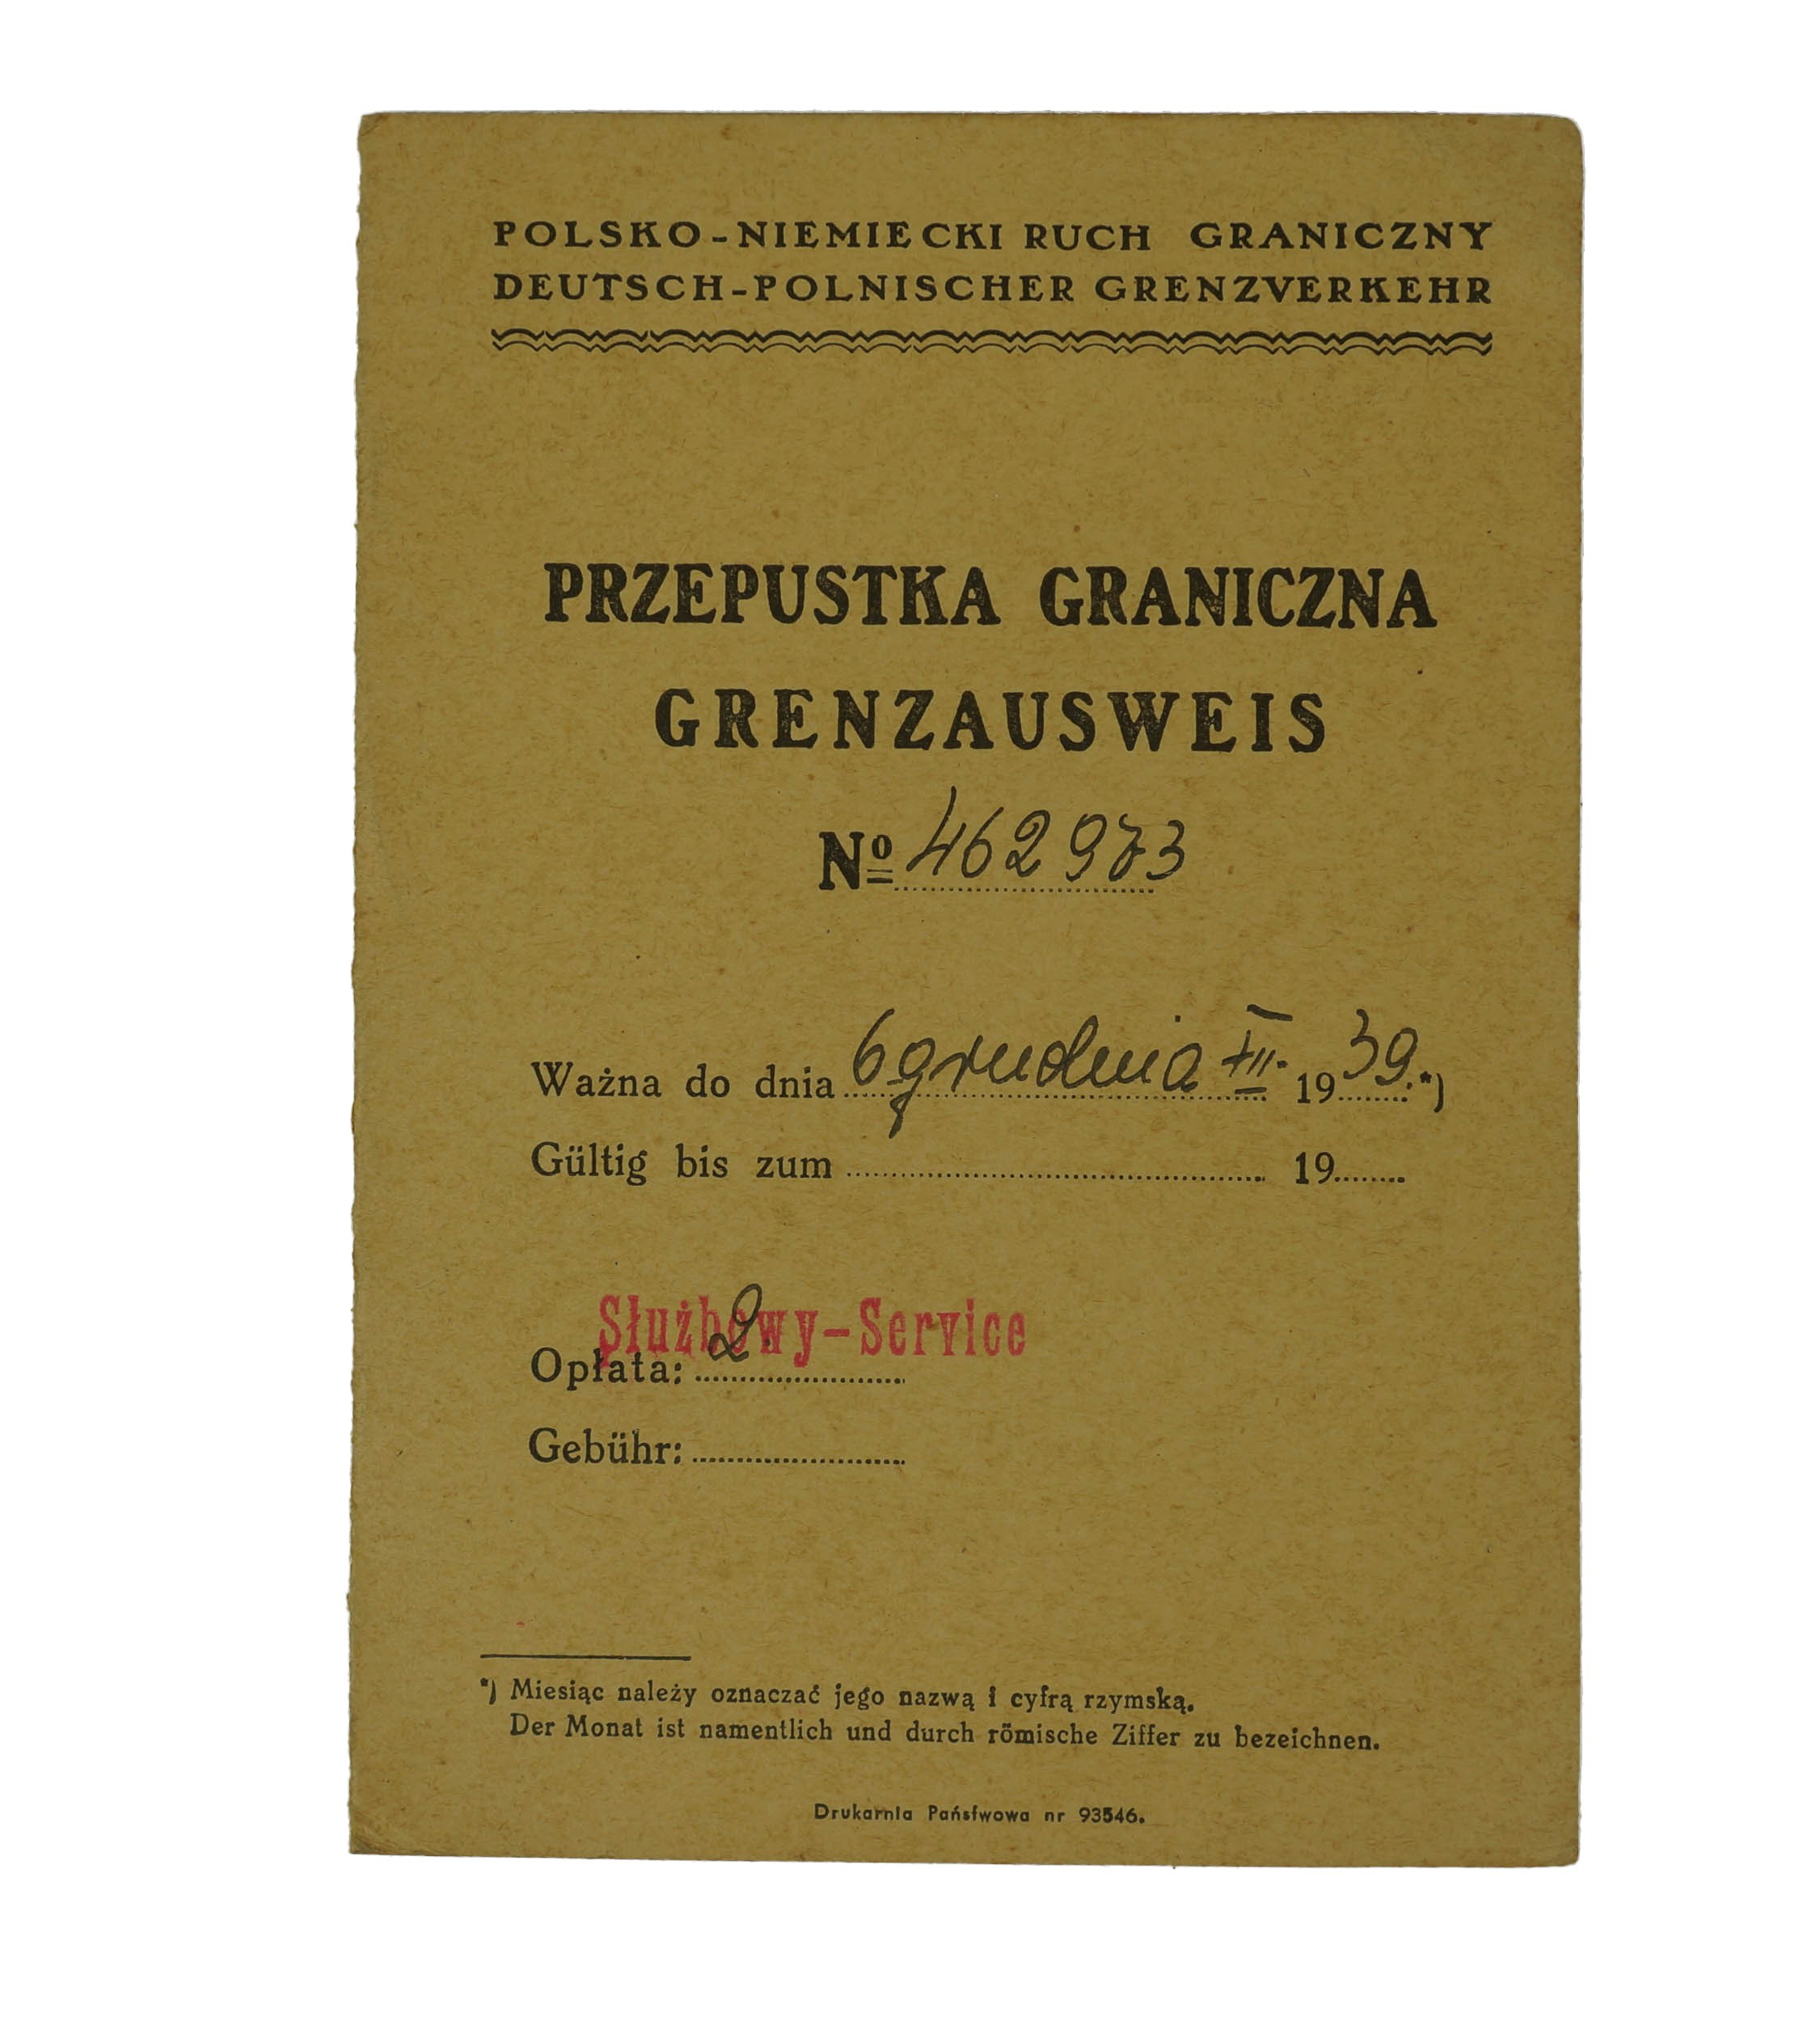 POLSKO-NIEMIECKI RUCH GRANICZNY
DEUTSCH-POLNISCHER GRENZVERKEHR
PRZEPUSTKA GRANICZNA
GRENZAUSWEIS
Nº 462973
Ważna do dnia 6 grudnia XII. 1939.*)
Gültig bis zum 19
Służbowy-Service
Opłata: 2.
Gebühr:
*) Miesiąc należy oznaczać jego nazwą i cyfrą rzymską.
Der Monat ist namentlich und durch römische Ziffer zu bezeichnen.
Drukarnia Państwowa nr 93546.